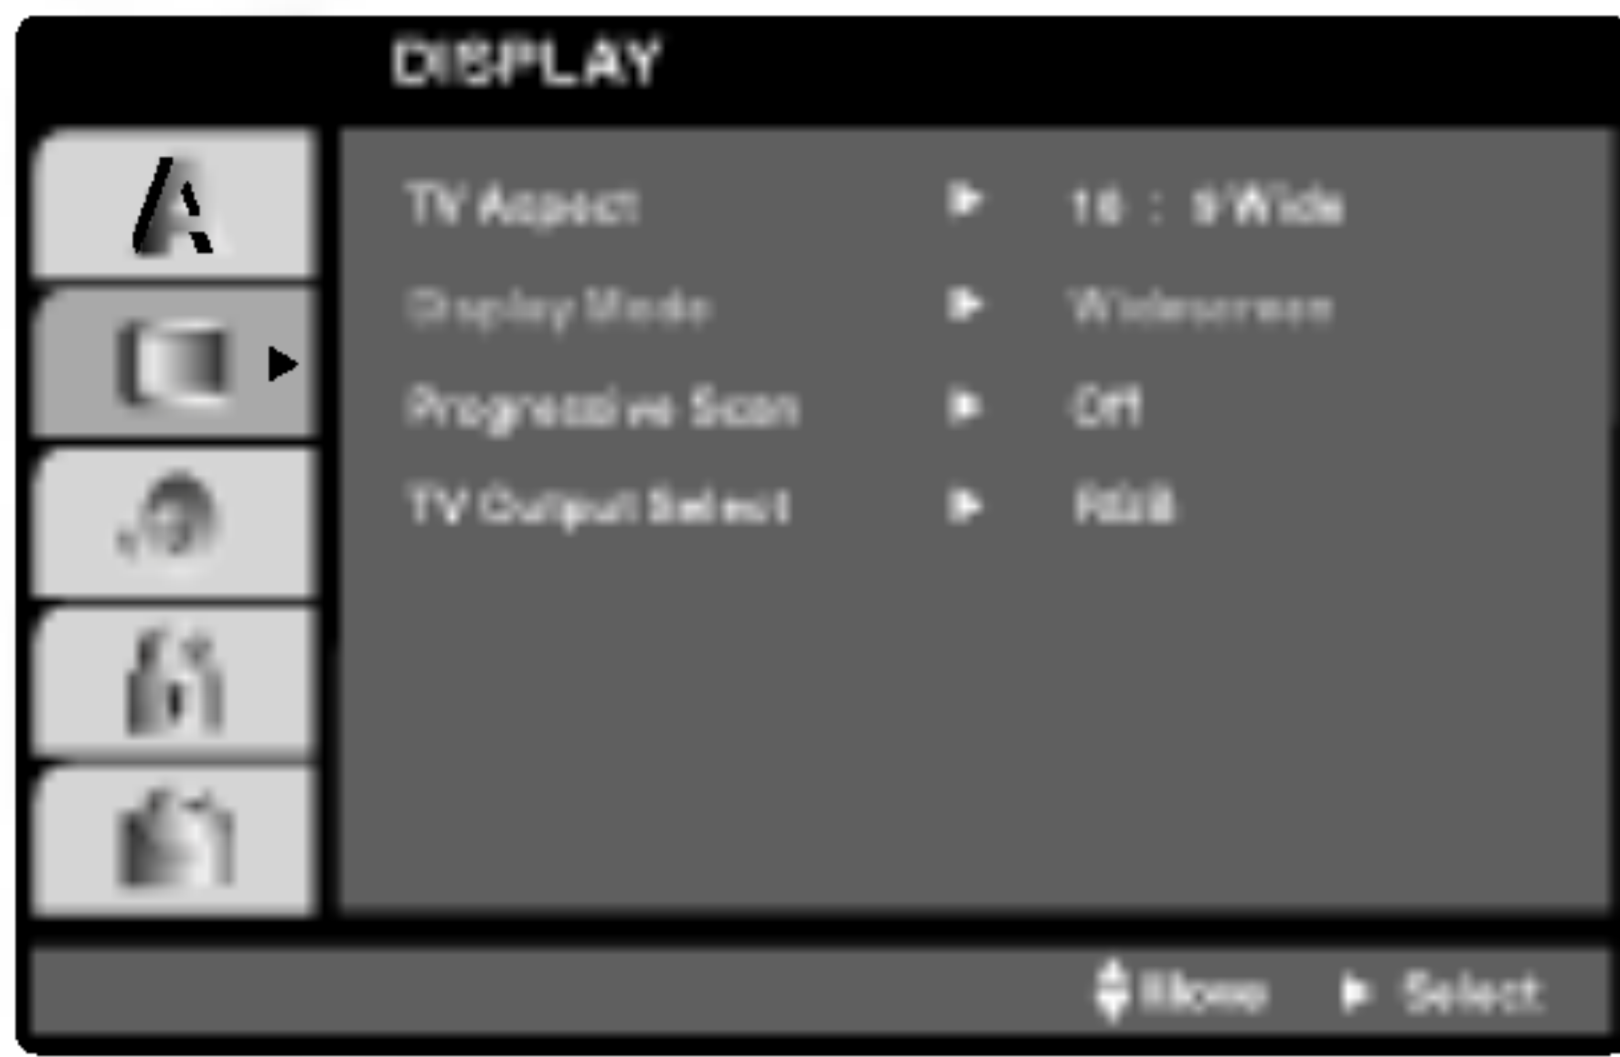 DISPLAY
TV Aspect ▶ 16 : 9 Wide
Display Mode ▶ Widescreen
Progressive Scan ▶ Off
TV Output Select ▶ RGB
Move ▶ Select